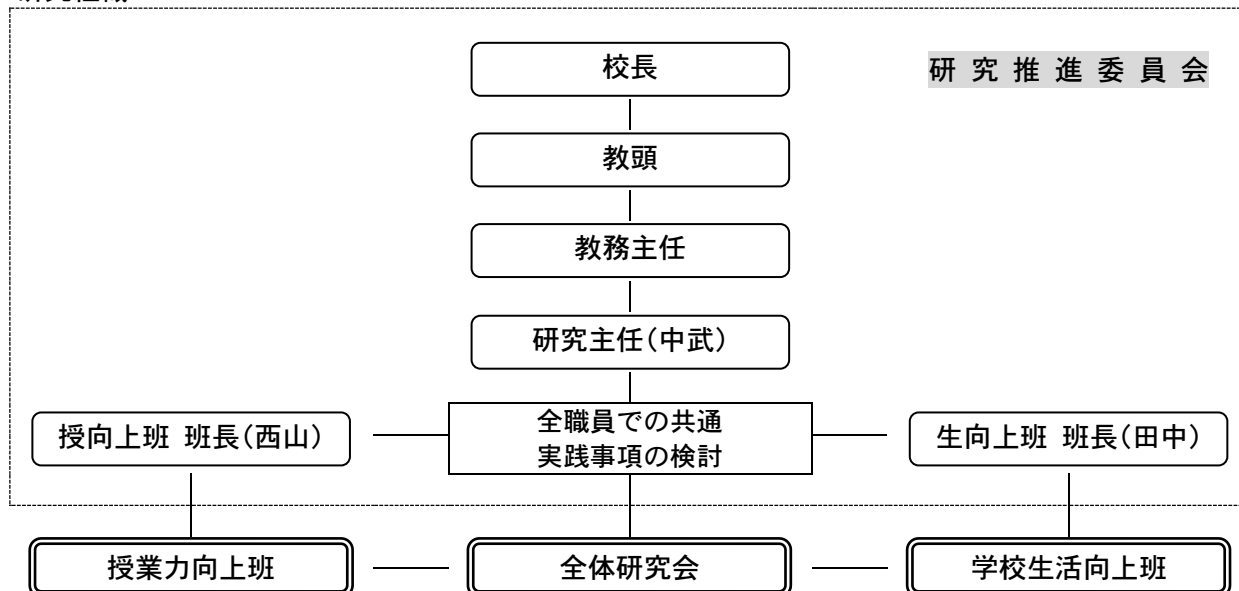 校長
研究推進委員会
教頭
教務主任
研究主任(中武)
授向上班 班長(西山)
全職員での共通
実践事項の検討
生向上班 班長(田中)
授業力向上班
全体研究会
学校生活向上班